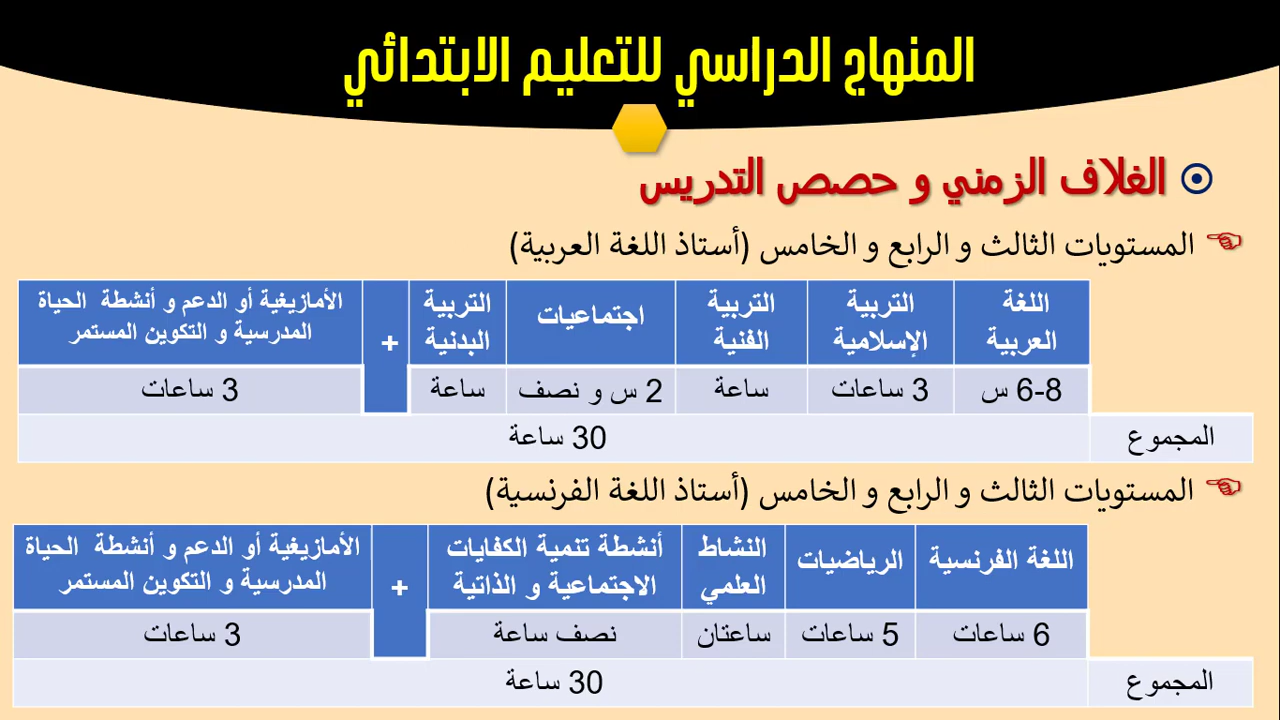 المنهاج الدراسي للتعليم الابتدائي
الغلاف الزمني و حصص التدريس
المستويات الثالث و الرابع و الخامس (أستاذ اللغة العربية)
اللغة العربية
التربية الإسلامية
التربية الفنية
اجتماعيات
التربية البدنية
+
الأمازيغية أو الدعم و أنشطة الحياة
المدرسية و التكوين المستمر
6-8 س
3 ساعات
ساعة
2 س و نصف
ساعة
3 ساعات
المجموع
30 ساعة
المستويات الثالث و الرابع و الخامس (أستاذ اللغة الفرنسية)
اللغة الفرنسية
الرياضيات
النشاط العلمي
أنشطة تنمية الكفايات
الاجتماعية و الذاتية
+
الأمازيغية أو الدعم و أنشطة الحياة
المدرسية و التكوين المستمر
6 ساعات
5 ساعات
ساعتان
نصف ساعة
3 ساعات
المجموع
30 ساعة